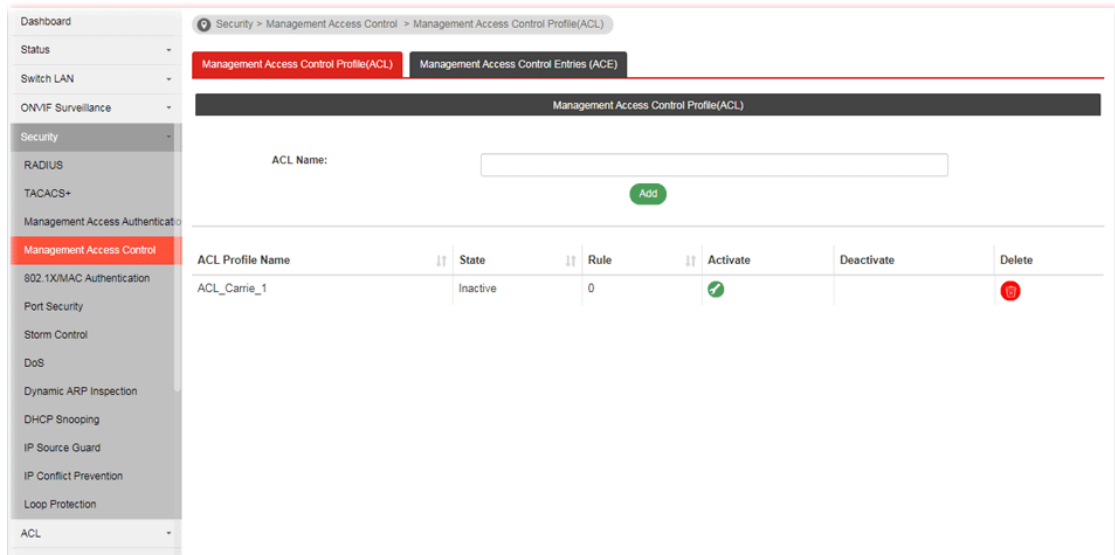 Dashboard
Status
Switch LAN
ONVIF Surveillance
Security
RADIUS
TACACS+
Management Access Authenticatio
Management Access Control
802.1X/MAC Authentication
Port Security
Storm Control
DoS
Dynamic ARP Inspection
DHCP Snooping
IP Source Guard
IP Conflict Prevention
Loop Protection
ACL
Security > Management Access Control > Management Access Control Profile(ACL)
Management Access Control Profile(ACL) Management Access Control Entries (ACE)
Management Access Control Profile(ACL)
ACL Name:
Add
ACL Profile Name State Rule Activate Deactivate Delete
ACL_Carrie_1 Inactive 0